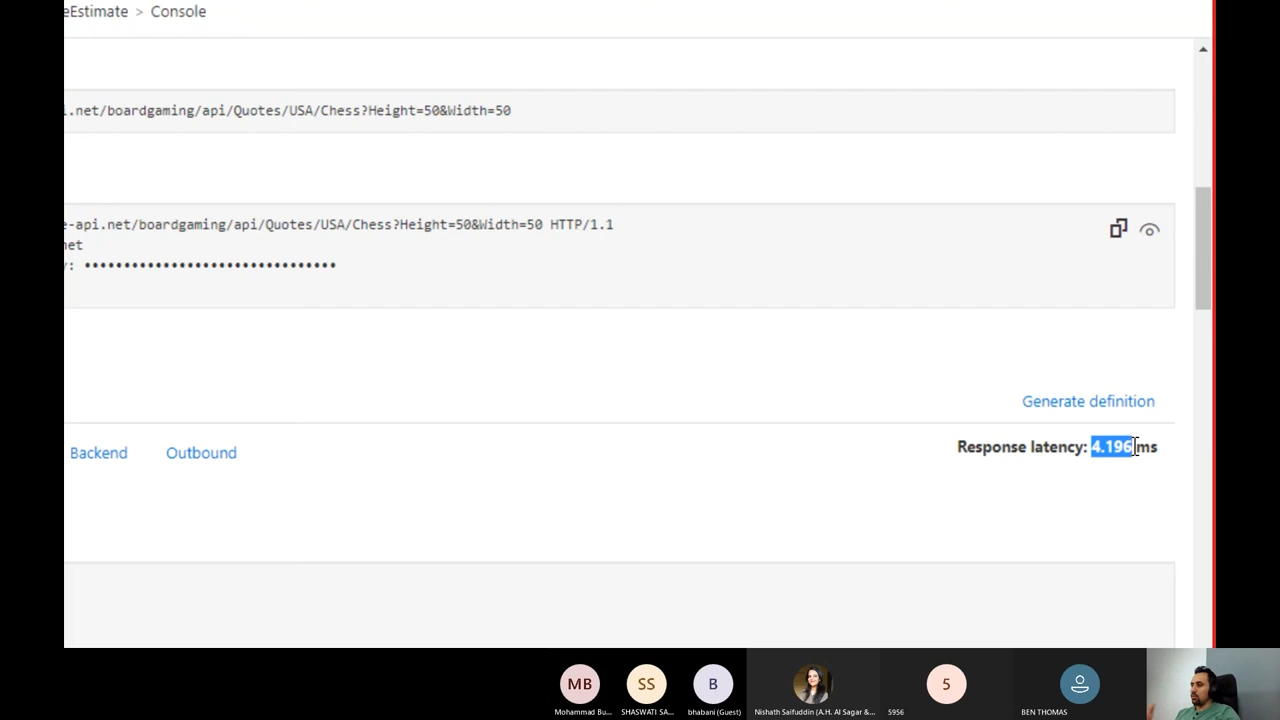 eEstimate > Console
i.net/boardgaming/api/Quotes/USA/Chess?Height=50&Width=50
e-api.net/boardgaming/api/Quotes/USA/Chess?Height=50&Width=50 HTTP/1.1
net
y: ••••••••••••••••••••••••••••••••
Generate definition
Backend Outbound Response latency: 4.196 ms
MB SS B 5
Mohammad Bu... SHASWATI SA... bhabani (Guest) Nishath Saifuddin (A.H. Al Sagar &... 5956 BEN THOMAS